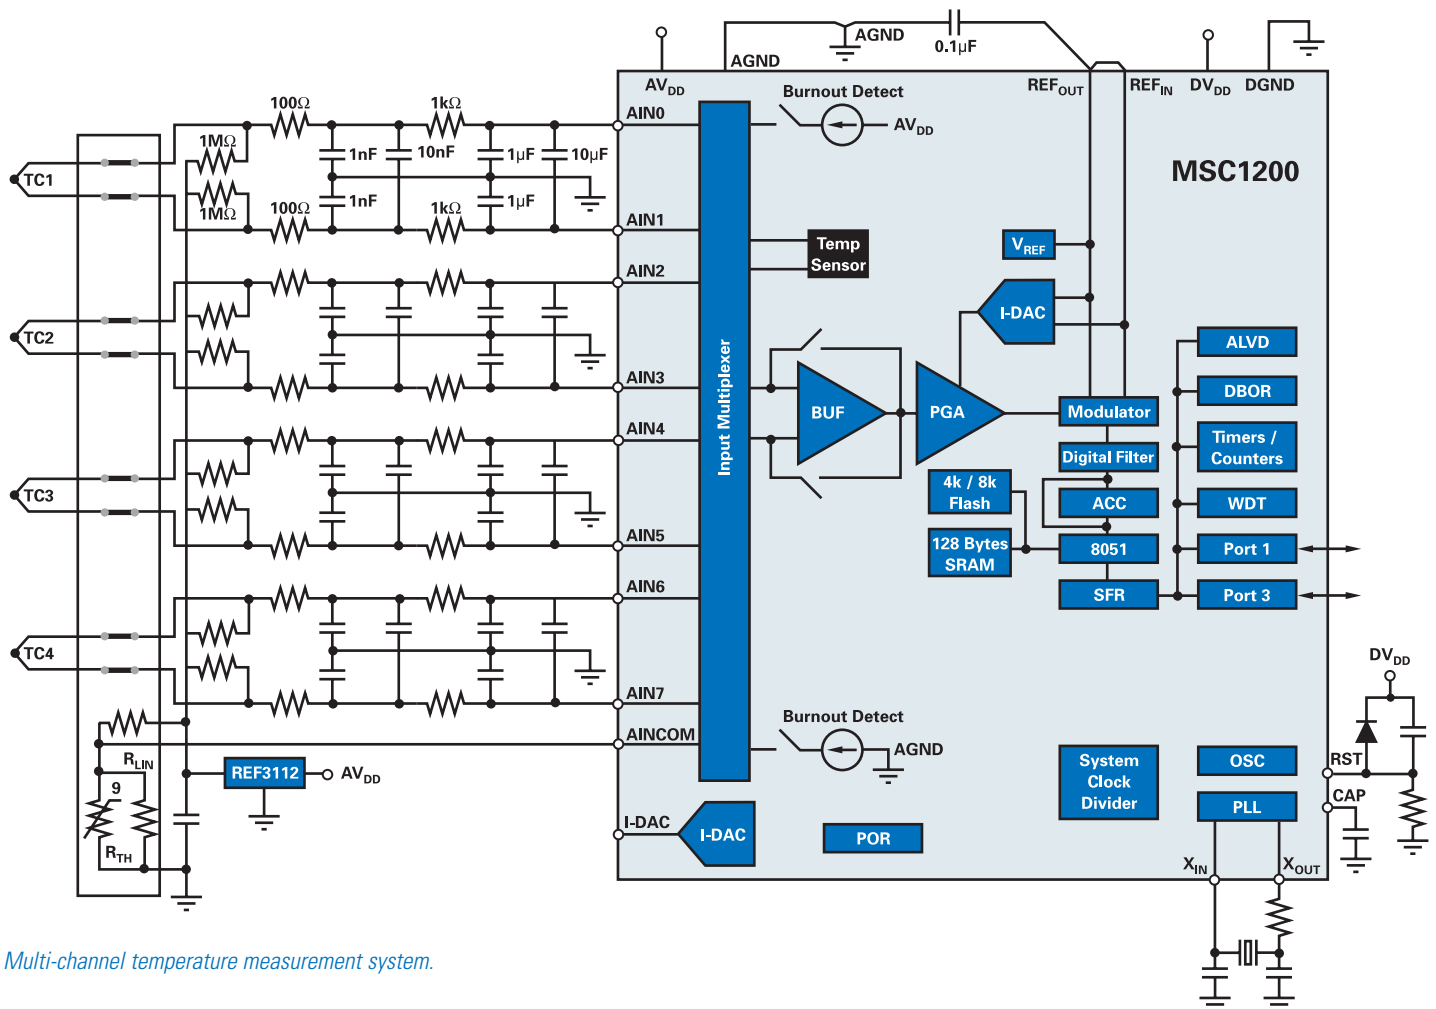 AGND
0.1µF
AGND
AVDD
REFOUT
REFIN
DVDD
DGND
MSC1200
Burnout Detect
AVDD
100Ω
1kΩ
AIN0
1MΩ
1nF
10nF
1µF
10µF
TC1
1MΩ
100Ω
1nF
1kΩ
1µF
AIN1
Temp
Sensor
VREF
AIN2
I-DAC
TC2
ALVD
Input Multiplexer
AIN3
BUF
PGA
Modulator
DBOR
AIN4
Digital Filter
Timers /
Counters
4k / 8k
Flash
ACC
WDT
TC3
AIN5
128 Bytes
SRAM
8051
Port 1
AIN6
SFR
Port 3
TC4
AIN7
AINCOM
Burnout Detect
AGND
DVDD
RLIN
REF3112
AVDD
System
Clock
Divider
OSC
RST
9
PLL
CAP
I-DAC
I-DAC
POR
RTH
XIN
XOUT
Multi-channel temperature measurement system.